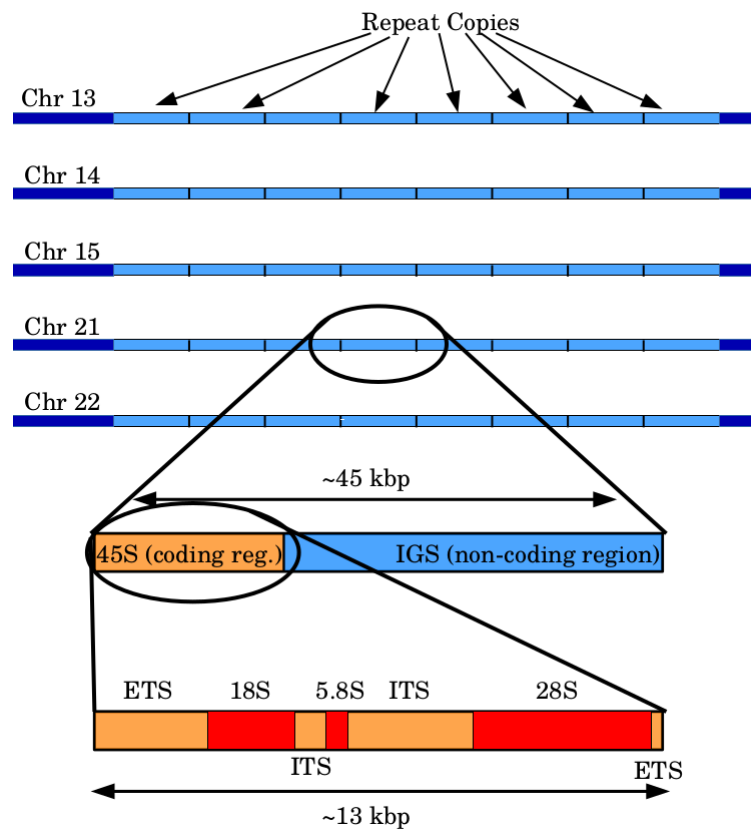 Repeat Copies
Chr 13
Chr 14
Chr 15
Chr 21
Chr 22
~45 kbp
45S (coding reg.)
IGS (non-coding region)
ETS
18S
5.8S
ITS
28S
ITS
ETS
~13 kbp